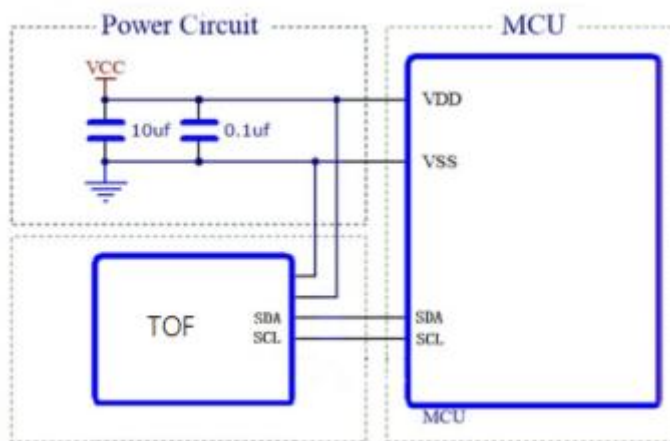 Power Circuit
MCU
VCC
VDD
10uf
0.1uf
VSS
TOF
SDA
SCL
SDA
SCL
MCU